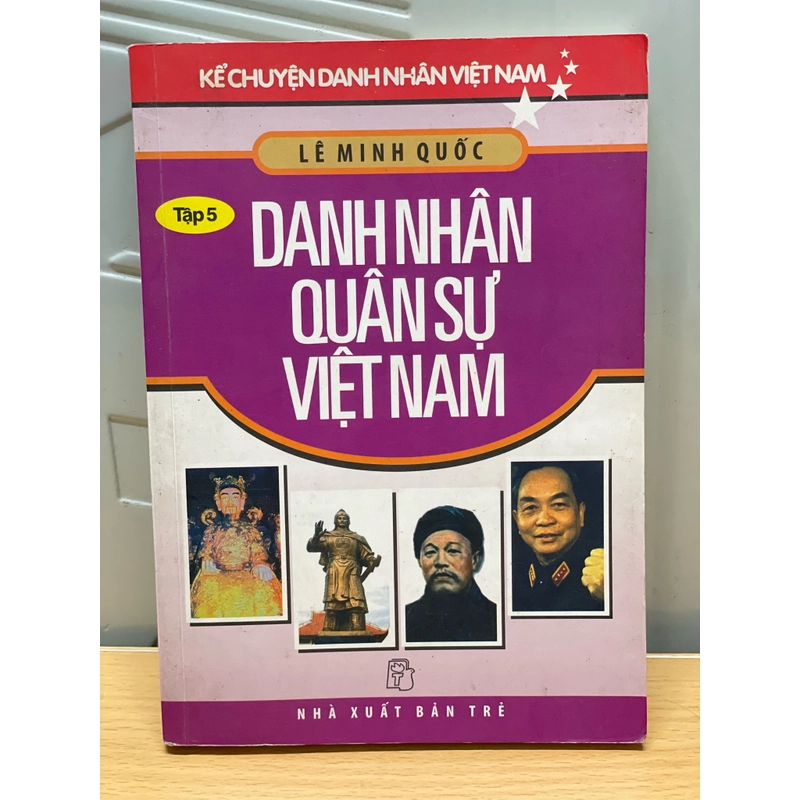 KỂ CHUYỆN DANH NHÂN VIỆT NAM
LÊ MINH QUỐC
Tập 5
DANH NHÂN
QUÂN SỰ
VIỆT NAM
T
NHÀ XUẤT BẢN TRẺ